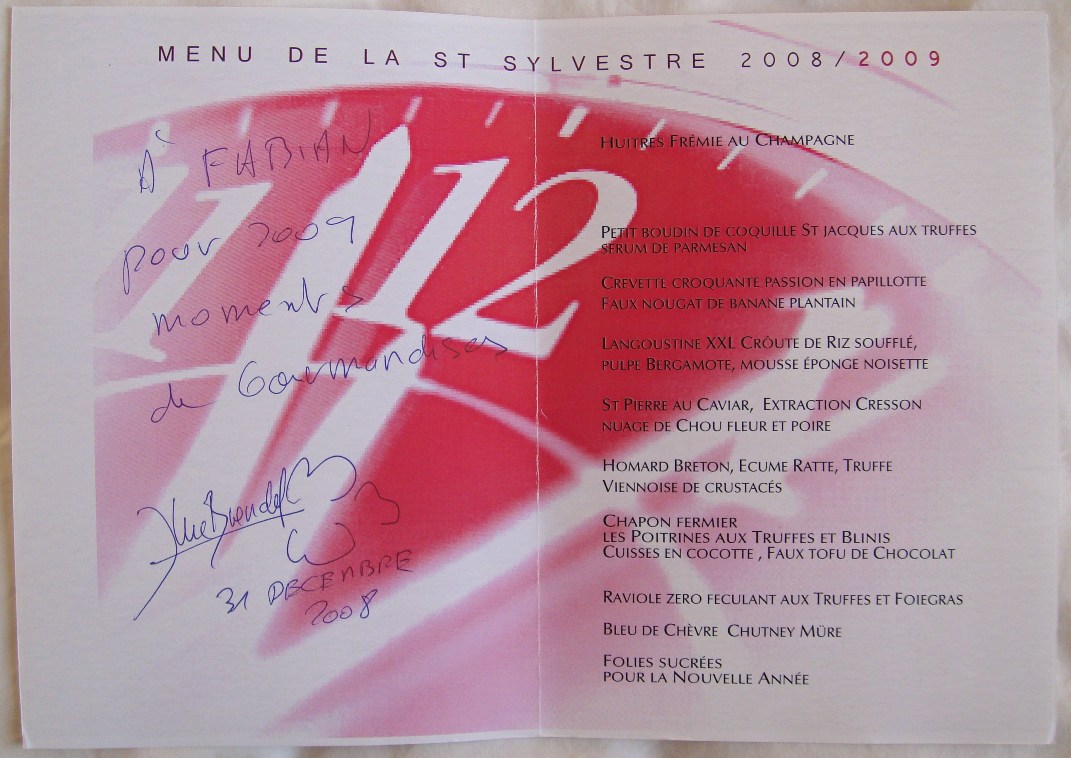 MENU DE LA ST SYLVESTRE 2008/2009
À FABIAN
pour 2009
moments
de Gourmandises
31 DECEMBRE
2008
11 12
HUITRES FRÉMIE AU CHAMPAGNE
PETIT BOUDIN DE COQUILLE ST JACQUES AUX TRUFFES
SERUM DE PARMESAN
CREVETTE CROQUANTE PASSION EN PAPILLOTTE
FAUX NOUGAT DE BANANE PLANTAIN
LANGOUSTINE XXL CRÔUTE DE RIZ SOUFFLÉ,
PULPE BERGAMOTE, MOUSSE ÉPONGE NOISETTE
ST PIERRE AU CAVIAR, EXTRACTION CRESSON
NUAGE DE CHOU FLEUR ET POIRE
HOMARD BRETON, ECUME RATTE, TRUFFE
VIENNOISE DE CRUSTACÉS
CHAPON FERMIER
LES POITRINES AUX TRUFFES ET BLINIS
CUISSES EN COCOTTE , FAUX TOFU DE CHOCOLAT
RAVIOLE ZERO FECULANT AUX TRUFFES ET FOIEGRAS
BLEU DE CHÈVRE CHUTNEY MÜRE
FOLIES SUCRÉES
POUR LA NOUVELLE ANNÉE